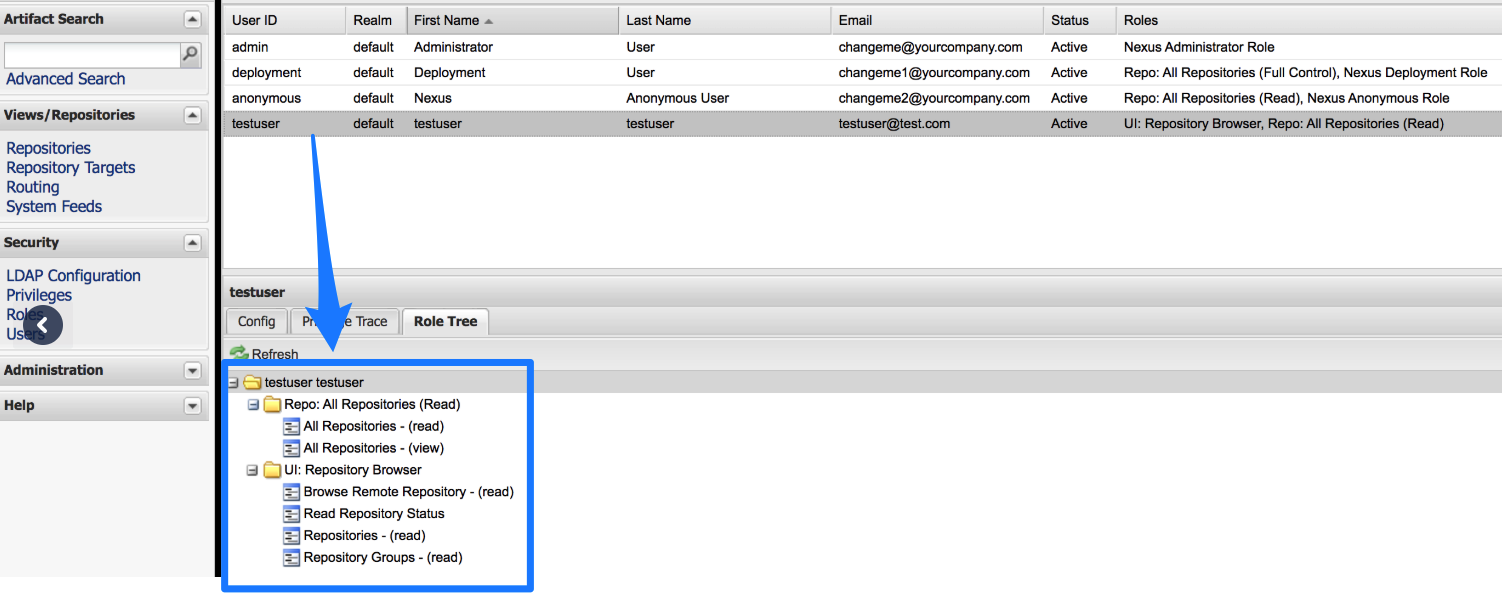 Artifact Search
Advanced Search
Views/Repositories
Repositories
Repository Targets
Routing
System Feeds
Security
LDAP Configuration
Privileges
Roles
Users
Administration
Help
User ID Realm First Name Last Name Email Status Roles
admin default Administrator User changeme@yourcompany.com Active Nexus Administrator Role
deployment default Deployment User changeme1@yourcompany.com Active Repo: All Repositories (Full Control), Nexus Deployment Role
anonymous default Nexus Anonymous User changeme2@yourcompany.com Active Repo: All Repositories (Read), Nexus Anonymous Role
testuser default testuser testuser testuser@test.com Active UI: Repository Browser, Repo: All Repositories (Read)
testuser
Config Trace Role Tree
Refresh
testuser testuser
Repo: All Repositories (Read)
All Repositories - (read)
All Repositories - (view)
UI: Repository Browser
Browse Remote Repository - (read)
Read Repository Status
Repositories - (read)
Repository Groups - (read)